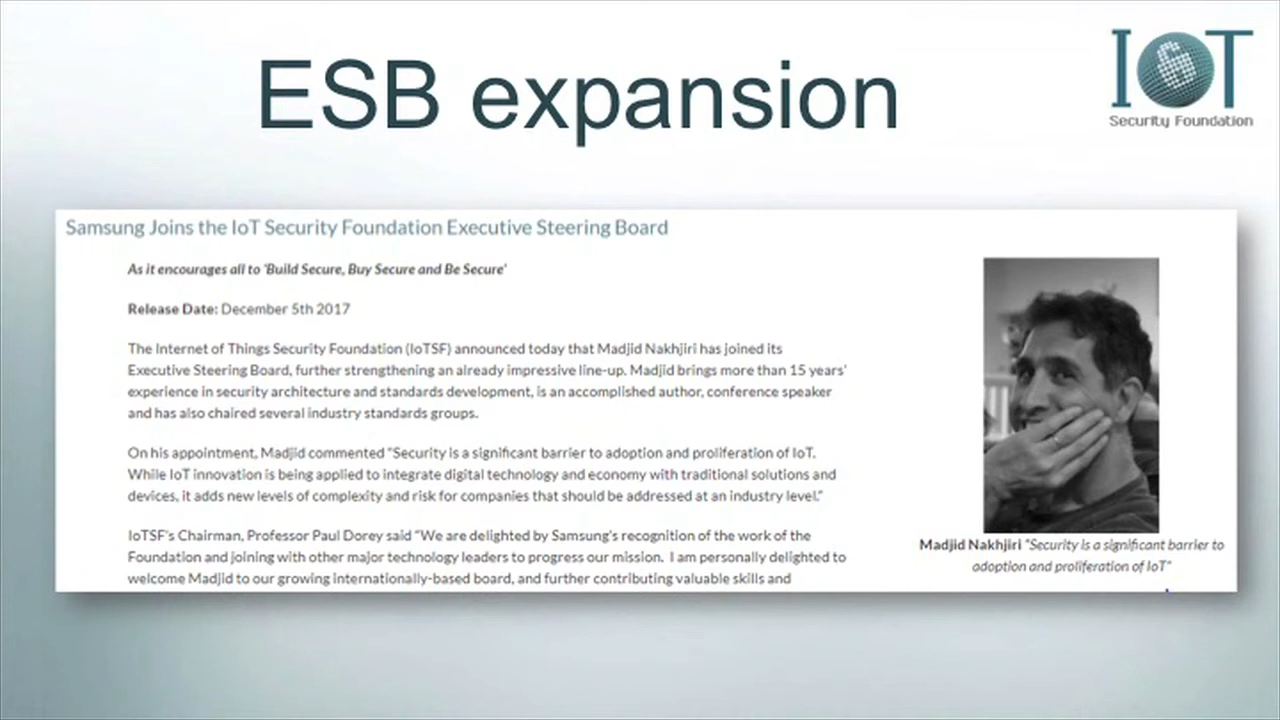 ESB expansion
IoT
Security Foundation
Samsung Joins the IoT Security Foundation Executive Steering Board
As it encourages all to 'Build Secure, Buy Secure and Be Secure'
Release Date: December 5th 2017
The Internet of Things Security Foundation (IoTSF) announced today that Madjid Nakhjiri has joined its
Executive Steering Board, further strengthening an already impressive line-up. Madjid brings more than 15 years'
experience in security architecture and standards development, is an accomplished author, conference speaker
and has also chaired several industry standards groups.
On his appointment, Madjid commented “Security is a significant barrier to adoption and proliferation of IoT.
While IoT innovation is being applied to integrate digital technology and economy with traditional solutions and
devices, it adds new levels of complexity and risk for companies that should be addressed at an industry level.”
IoTSF's Chairman, Professor Paul Dorey said “We are delighted by Samsung's recognition of the work of the
Foundation and joining with other major technology leaders to progress our mission. I am personally delighted to
welcome Madjid to our growing internationally-based board, and further contributing valuable skills and
Madjid Nakhjiri “Security is a significant barrier to
adoption and proliferation of IoT”